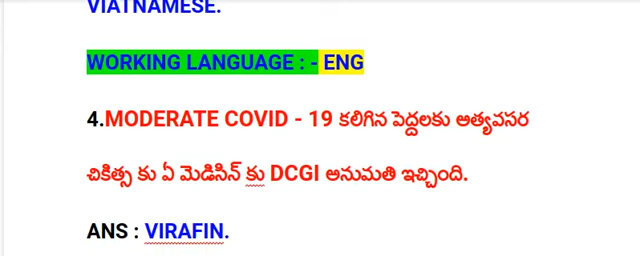 VIATNAMESE.
WORKING LANGUAGE : - ENG
4.MODERATE COVID - 19 కలిగిన పెద్దలకు అత్యవసర
చికిత్స కు ఏ మెడిసిన్ కు DCGI అనుమతి ఇచ్చింది.
ANS : VIRAFIN.